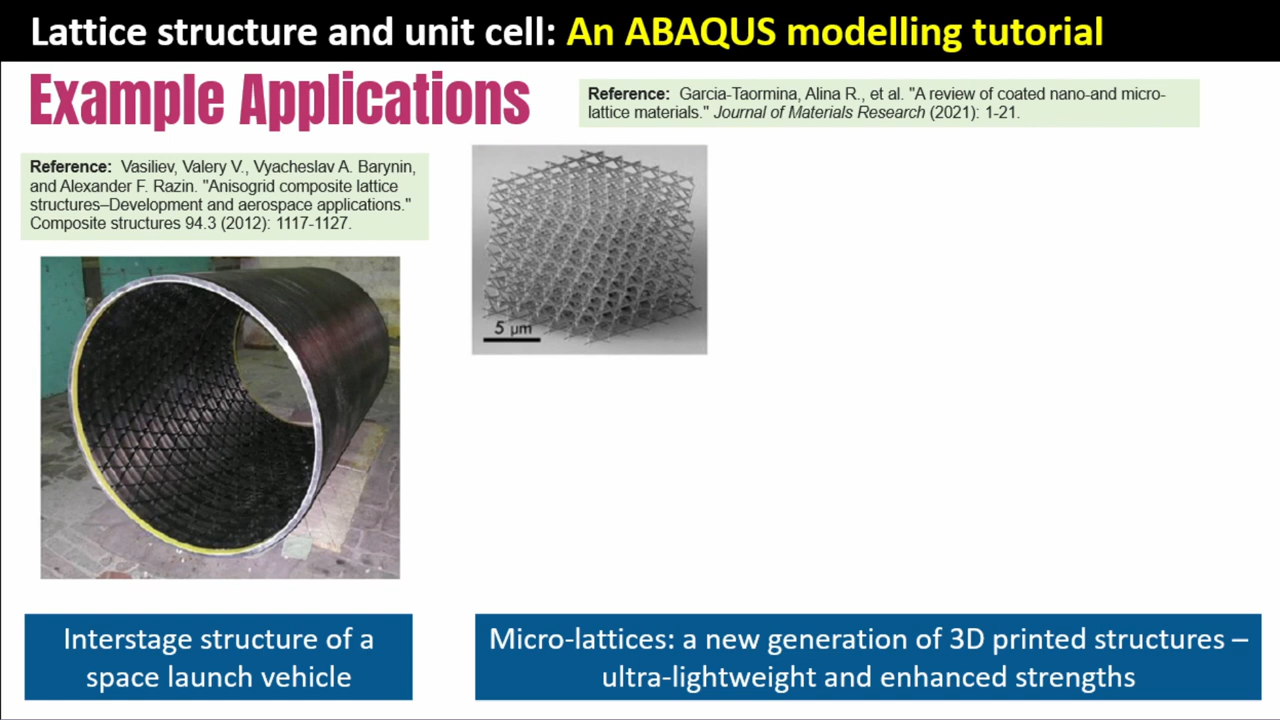 Lattice structure and unit cell: An ABAQUS modelling tutorial
Example Applications
Reference: Garcia-Taormina, Alina R., et al. "A review of coated nano-and micro-
lattice materials." Journal of Materials Research (2021): 1-21.
Reference: Vasiliev, Valery V., Vyacheslav A. Barynin,
and Alexander F. Razin. "Anisogrid composite lattice
structures–Development and aerospace applications."
Composite structures 94.3 (2012): 1117-1127.
5 μm
Interstage structure of a
space launch vehicle
Micro-lattices: a new generation of 3D printed structures –
ultra-lightweight and enhanced strengths